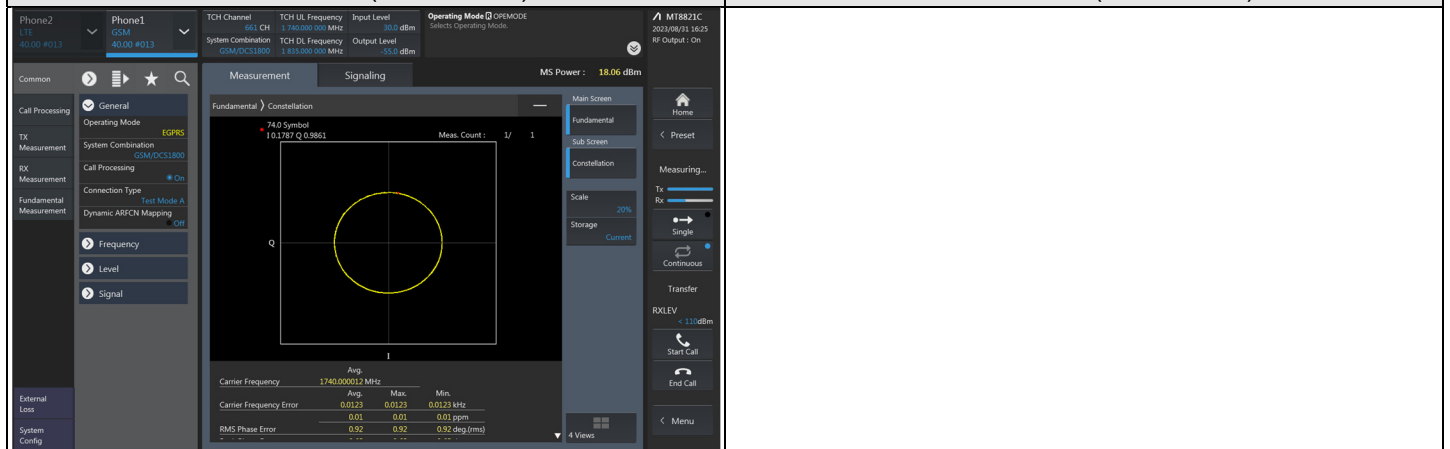 Phone2
LTE
40.00 #013
Phone1
GSM
40.00 #013
TCH Channel
661 CH
TCH UL Frequency
1 740.000 000 MHz
Input Level
30.0 dBm
System Combination
GSM/DCS1800
TCH DL Frequency
1 835.000 000 MHz
Output Level
-55.0 dBm
Operating Mode OPEMODE
Selects Operating Mode.
MT8821C
2023/08/31 16:25
RF Output : On
Common
Measurement
Signaling
MS Power : 18.06 dBm
Call Processing
TX
Measurement
RX
Measurement
Fundamental
Measurement
External
Loss
System
Config
General
Operating Mode
EGPRS
System Combination
GSM/DCS1800
Call Processing
On
Connection Type
Test Mode A
Dynamic ARFCN Mapping
Off
Frequency
Level
Signal
Fundamental 〉 Constellation
74.0 Symbol
I 0.1787 Q 0.9861
Meas. Count : 1/ 1
Q
I
Avg.
Carrier Frequency 1740.000012 MHz
Avg. Max. Min.
Carrier Frequency Error 0.0123 0.0123 0.0123 kHz
0.01 0.01 0.01 ppm
RMS Phase Error 0.92 0.92 0.92 deg.(rms)
Main Screen
Fundamental
Sub Screen
Constellation
Scale
20%
Storage
Current
4 Views
Home
< Preset
Measuring...
Tx
Rx
Single
Continuous
Transfer
RXLEV
< 110dBm
Start Call
End Call
< Menu